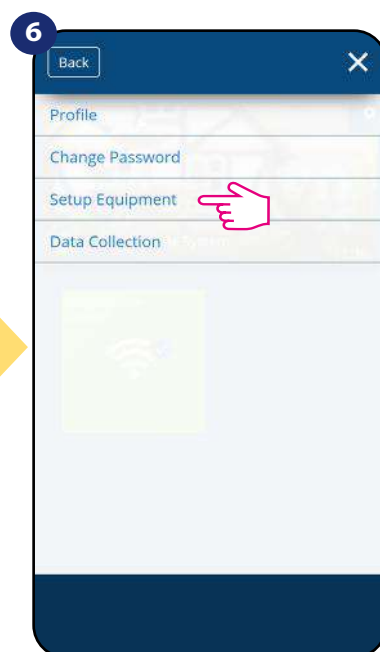 6
Back
Profile
Change Password
Setup Equipment
Data Collection